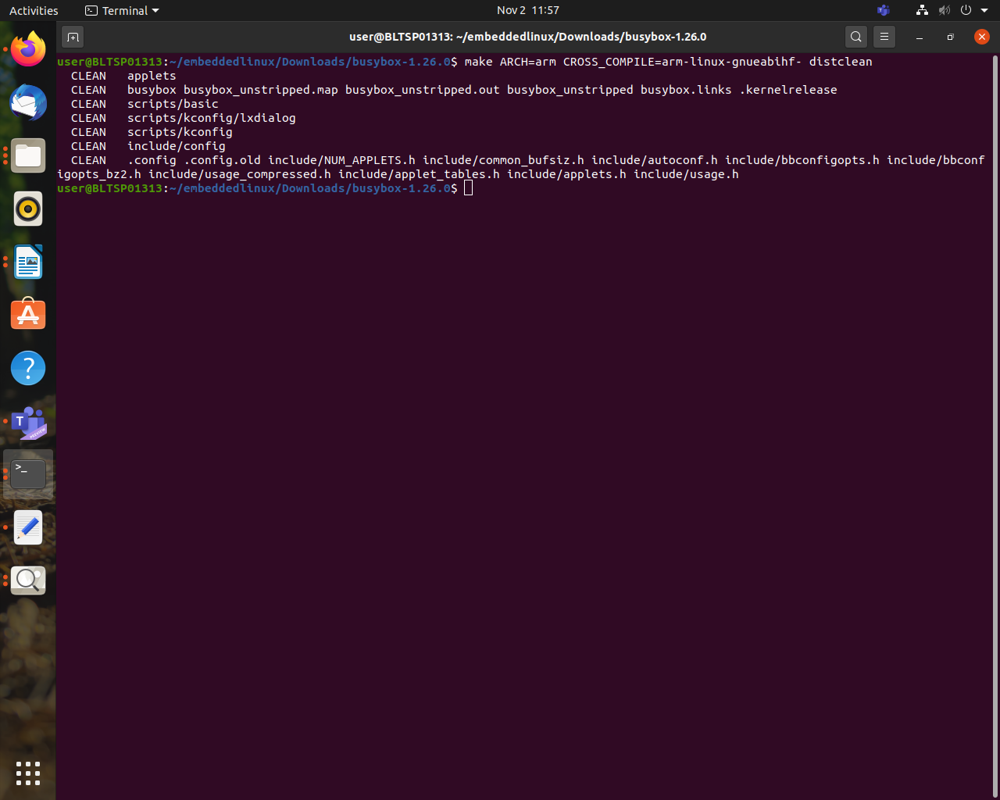 Activities Terminal Nov 2 11:57
user@BLTSP01313: ~/embeddedlinux/Downloads/busybox-1.26.0
user@BLTSP01313:~/embeddedlinux/Downloads/busybox-1.26.0$ make ARCH=arm CROSS_COMPILE=arm-linux-gnueabihf- distclean
  CLEAN   applets
  CLEAN   busybox busybox_unstripped.map busybox_unstripped.out busybox_unstripped busybox.links .kernelrelease
  CLEAN   scripts/basic
  CLEAN   scripts/kconfig/lxdialog
  CLEAN   scripts/kconfig
  CLEAN   include/config
  CLEAN   .config .config.old include/NUM_APPLETS.h include/common_bufsiz.h include/autoconf.h include/bbconfigopts.h include/bbconf
igopts_bz2.h include/usage_compressed.h include/applet_tables.h include/applets.h include/usage.h
user@BLTSP01313:~/embeddedlinux/Downloads/busybox-1.26.0$
?
T
PREVIEW
>_